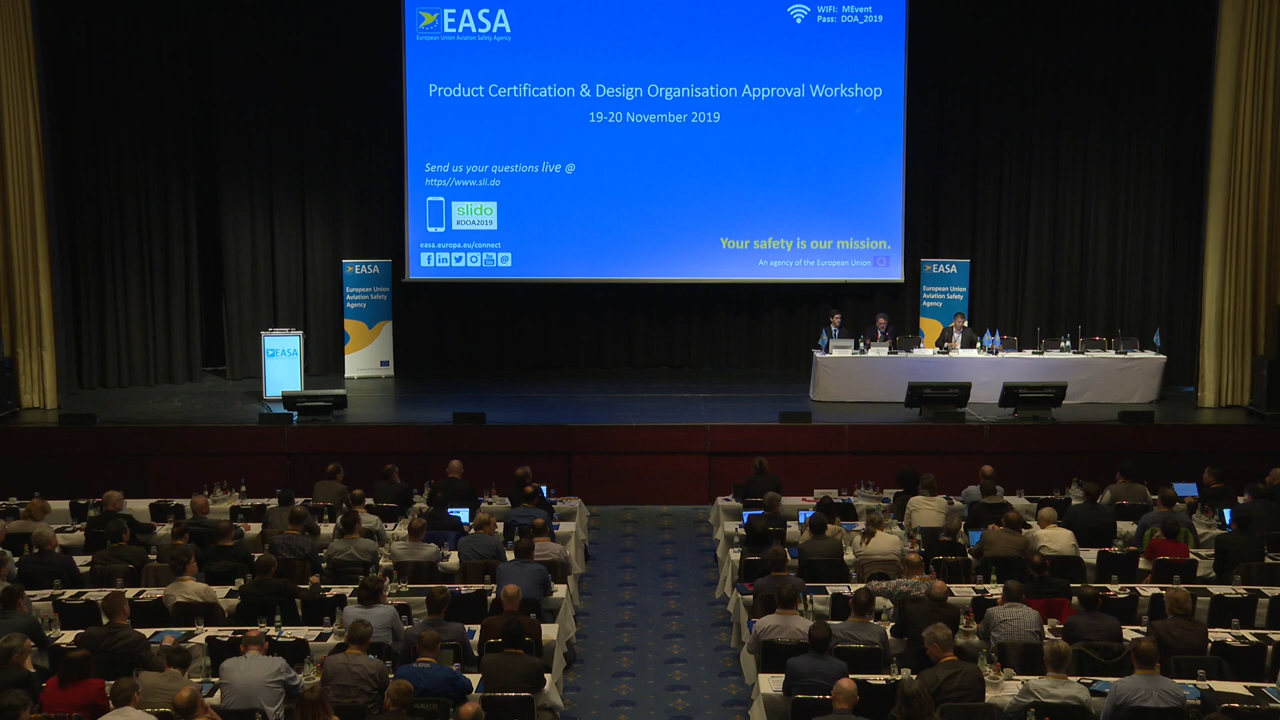 EASA
European Union Aviation Safety Agency
WIFI: MEvent
Pass: DOA_2019
Product Certification & Design Organisation Approval Workshop
19-20 November 2019
Send us your questions live @
https//www.sli.do
slido
#DOA2019
easa.europa.eu/connect
Your safety is our mission.
An agency of the European Union
EASA
European Union
Aviation Safety
Agency
EASA
European Union
Aviation Safety
Agency
EASA